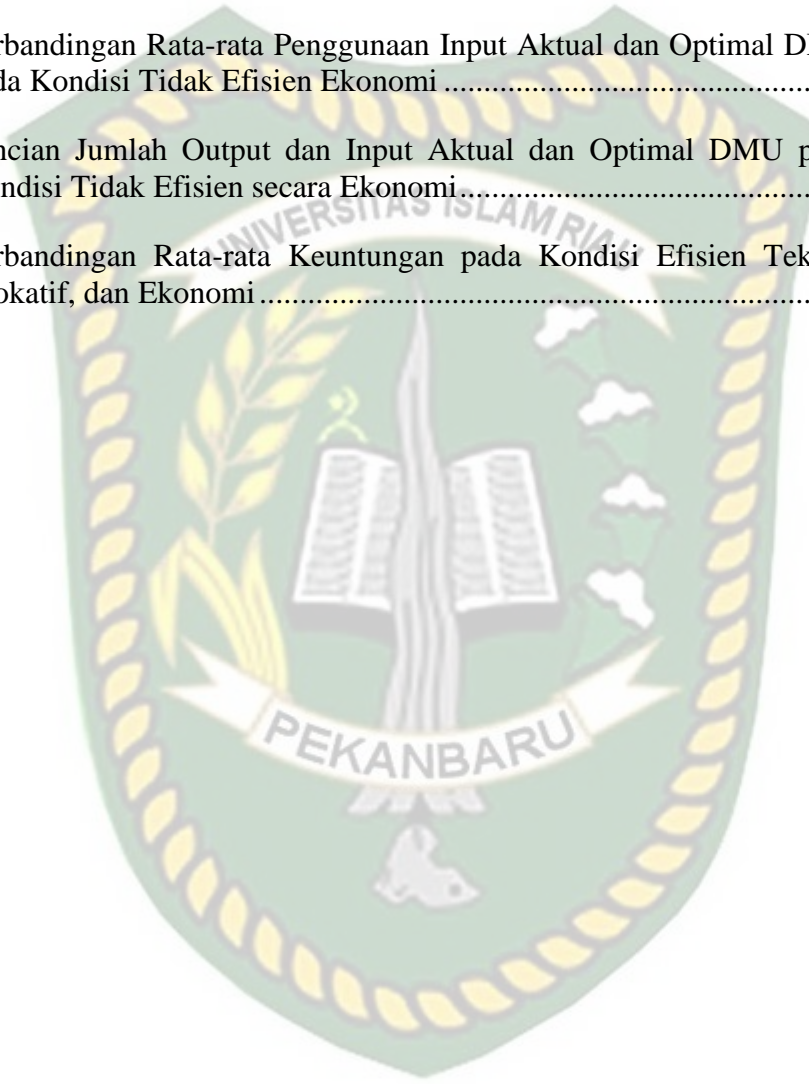 rbandingan Rata-rata Penggunaan Input Aktual dan Optimal D
da Kondisi Tidak Efisien Ekonomi ........................................
ncian Jumlah Output dan Input Aktual dan Optimal DMU p
ndisi Tidak Efisien secara Ekonomi........................................
UNIVERSITAS ISLAM RIAU
rbandingan Rata-rata Keuntungan pada Kondisi Efisien Tek
okatif, dan Ekonomi ........................................
PEKANBARU